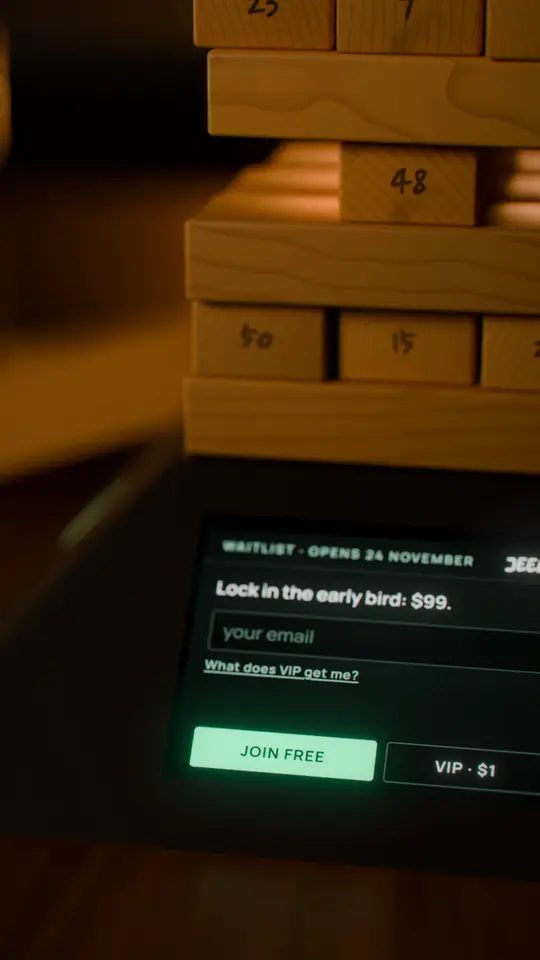 23 7
48
50 15
WAITLIST · OPENS 24 NOVEMBER
Lock in the early bird: $99.
your email
What does VIP get me?
JOIN FREE
VIP · $1